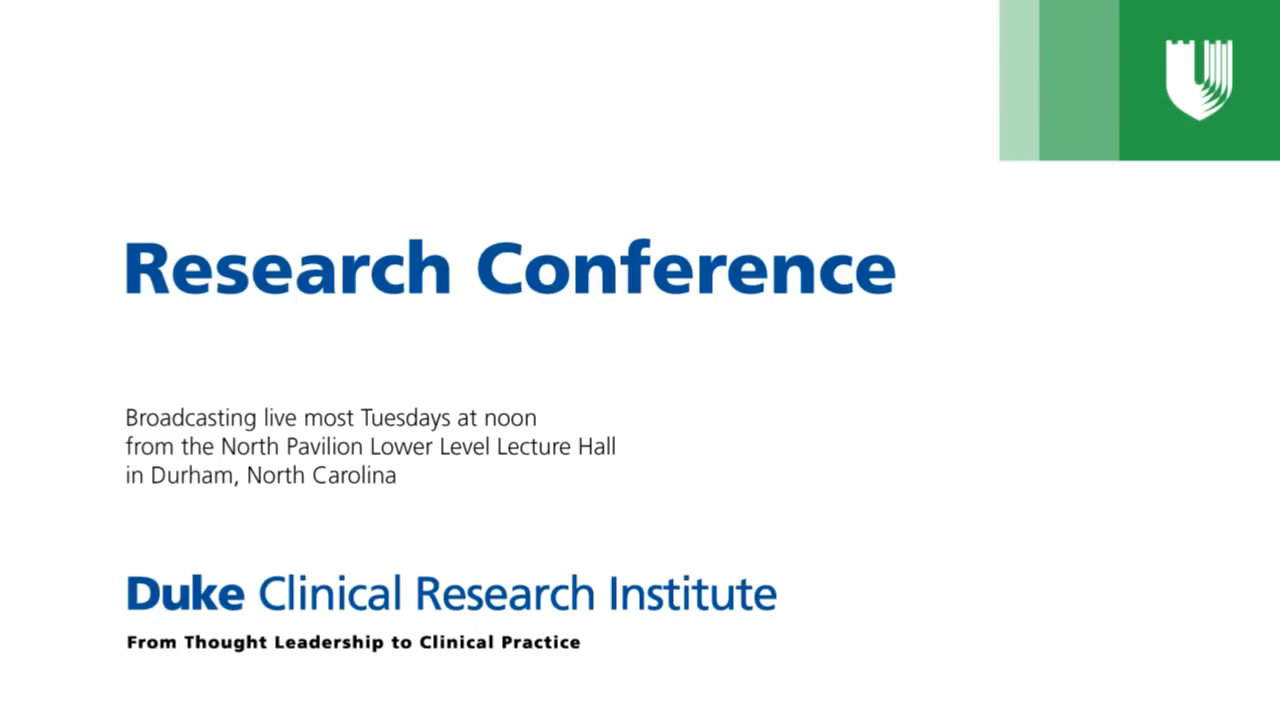 Research Conference
Broadcasting live most Tuesdays at noon
from the North Pavilion Lower Level Lecture Hall
in Durham, North Carolina
Duke Clinical Research Institute
From Thought Leadership to Clinical Practice